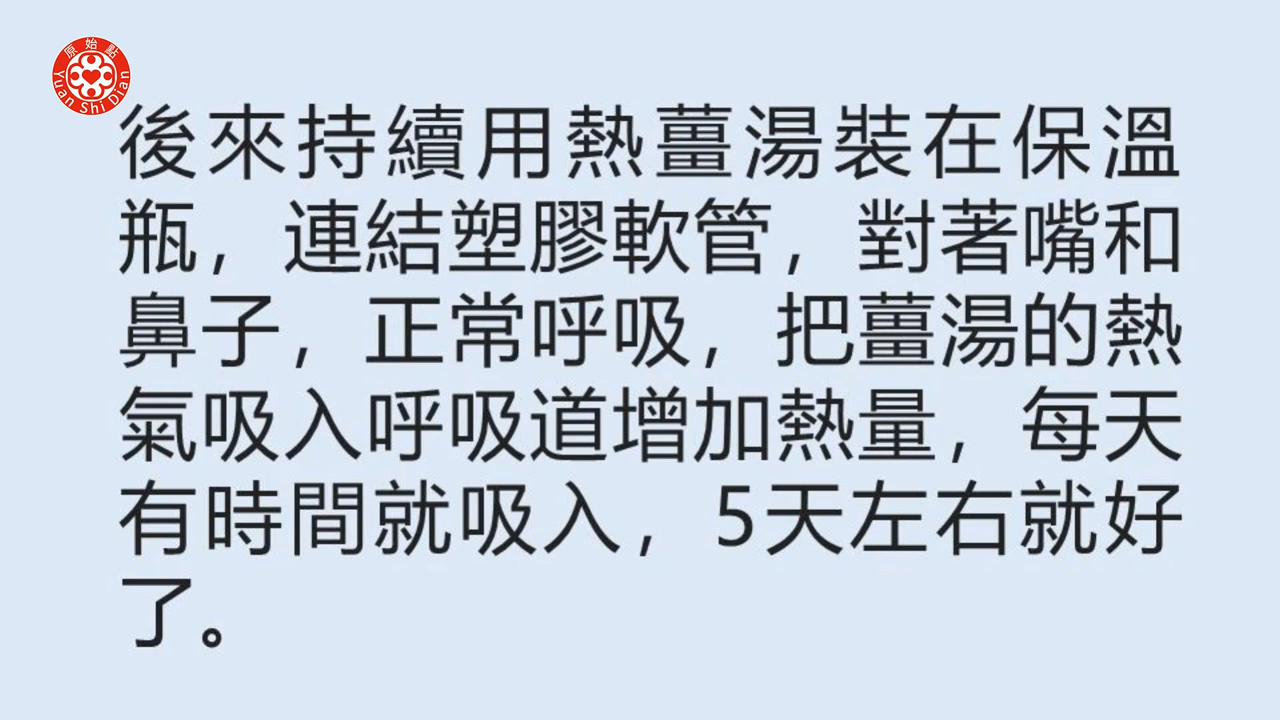 原始點
Yuan Shi Dian
後來持續用熱薑湯裝在保溫
瓶，連結塑膠軟管，對著嘴和
鼻子，正常呼吸，把薑湯的熱
氣吸入呼吸道增加熱量，每天
有時間就吸入，5天左右就好
了。